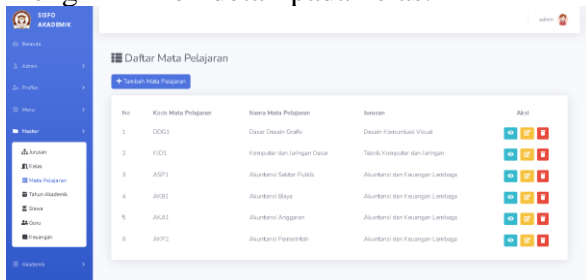 SISFO
AKADEMIK
admin
Beranda
Admin
Profile
Menu
Master
Jurusan
Kelas
Mata Pelajaran
Tahun Akademik
Siswa
Guru
Keuangan
Akademik
Daftar Mata Pelajaran
+ Tambah Mata Pelajaran
No Kode Mata Pelajaran Nama Mata Pelajaran Jurusan Aksi
1 DDG1 Dasar Desain Grafis Desain Komunikasi Visual
2 KJD1 Komputer dan Jaringan Dasar Teknik Komputer dan Jaringan
3 ASP1 Akuntansi Sektor Publik Akuntansi dan Keuangan Lembaga
4 AKB1 Akuntansi Biaya Akuntansi dan Keuangan Lembaga
5 AKA1 Akuntansi Anggaran Akuntansi dan Keuangan Lembaga
6 AKP2 Akuntansi Pemerintah Akuntansi dan Keuangan Lembaga